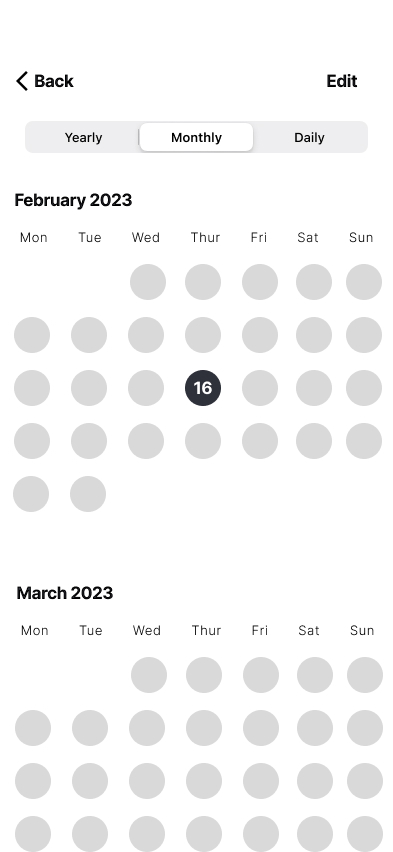 Back Edit
Yearly Monthly Daily
February 2023
Mon Tue Wed Thur Fri Sat Sun
16
March 2023
Mon Tue Wed Thur Fri Sat Sun